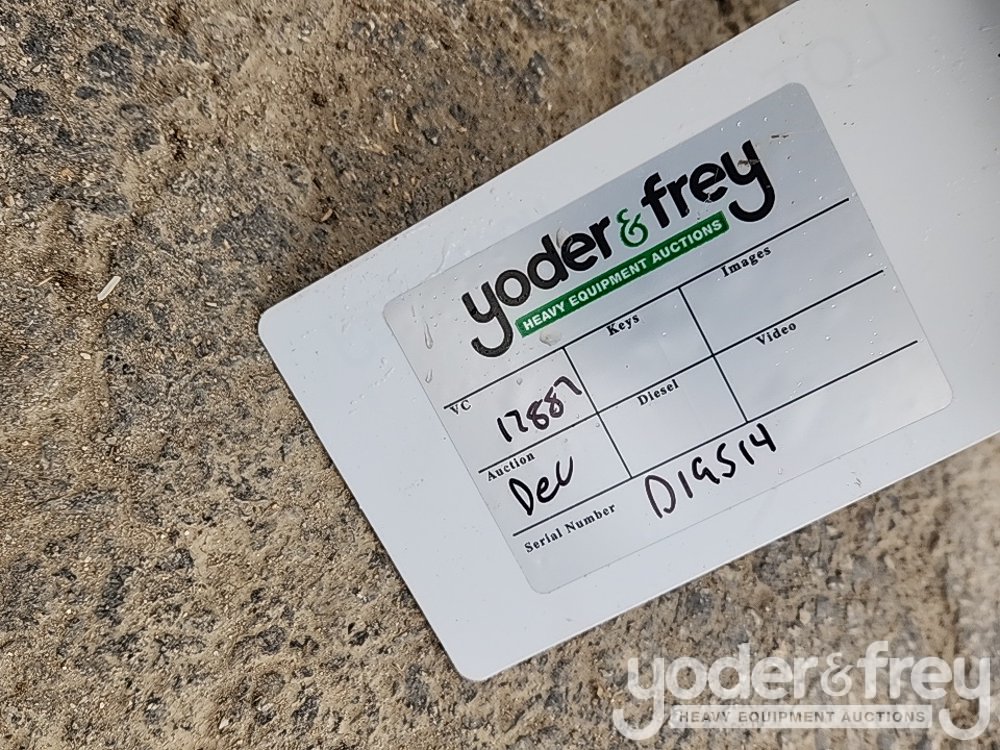 yoder & frey
HEAVY EQUIPMENT AUCTIONS
VC Keys Images
12887
Auction Diesel Video
Dec
Serial Number D19514
yoder & frey
HEAVY EQUIPMENT AUCTIONS